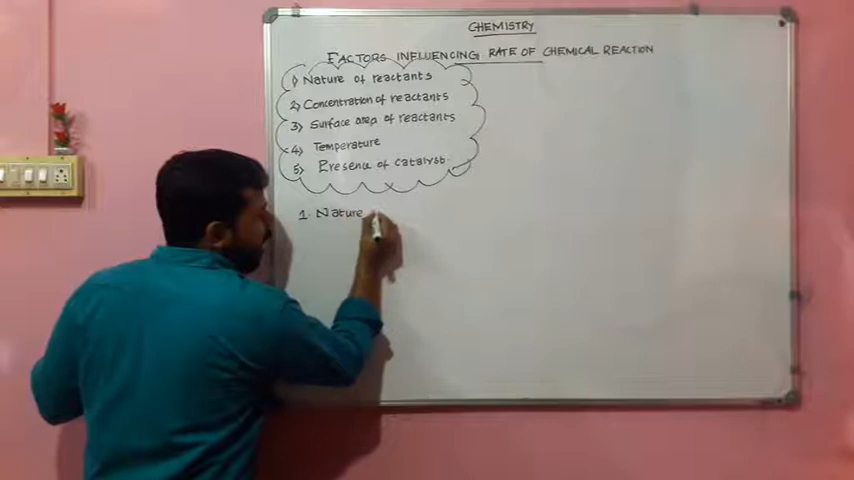 CHEMISTRY
FACTORS INFLUENCING RATE OF CHEMICAL REACTION
1) Nature of reactants
2) Concentration of reactants
3) Surface area of reactants
4) Temperature
5) Presence of catalyst
1. Nature